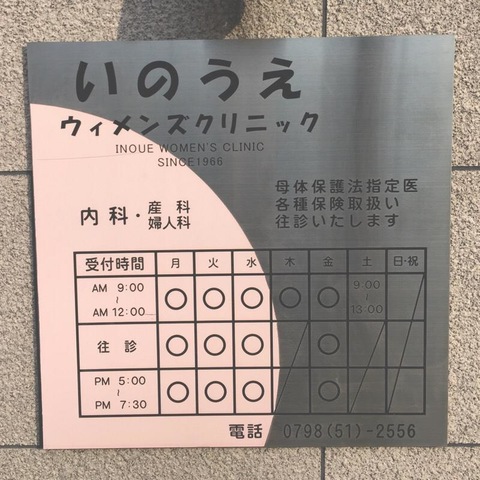 いのうえ
ウィメンズクリニック
INOUE WOMEN'S CLINIC
SINCE1966
母体保護法指定医
各種保険取扱い
往診いたします
内科・産科
婦人科
受付時間 月 火 水 木 金 土 日・祝
AM 9:00 ~ AM 12:00 ○ ○ ○ ○ ○ 9:00 ~ 13:00
往診 ○ ○ ○ ○
PM 5:00 ~ PM 7:30 ○ ○ ○ ○
電話 0798(51)-2556